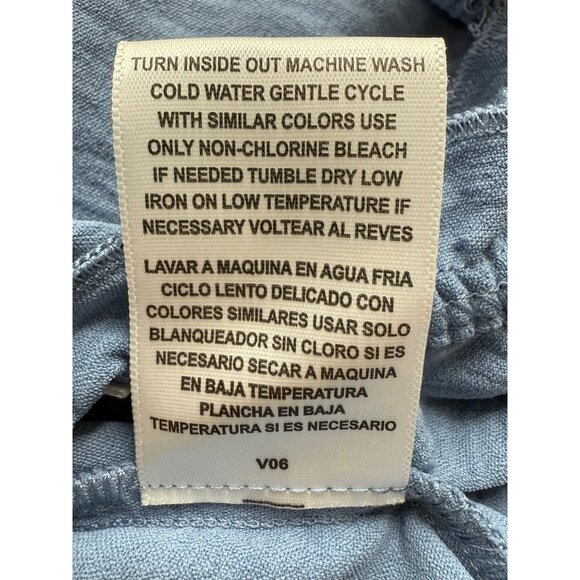 TURN INSIDE OUT MACHINE WASH
COLD WATER GENTLE CYCLE
WITH SIMILAR COLORS USE
ONLY NON-CHLORINE BLEACH
IF NEEDED TUMBLE DRY LOW
IRON ON LOW TEMPERATURE IF
NECESSARY VOLTEAR AL REVES
LAVAR A MAQUINA EN AGUA FRIA
CICLO LENTO DELICADO CON
COLORES SIMILARES USAR SOLO
BLANQUEADOR SIN CLORO SI ES
NECESARIO SECAR A MAQUINA
EN BAJA TEMPERATURA
PLANCHA EN BAJA
TEMPERATURA SI ES NECESARIO
V06